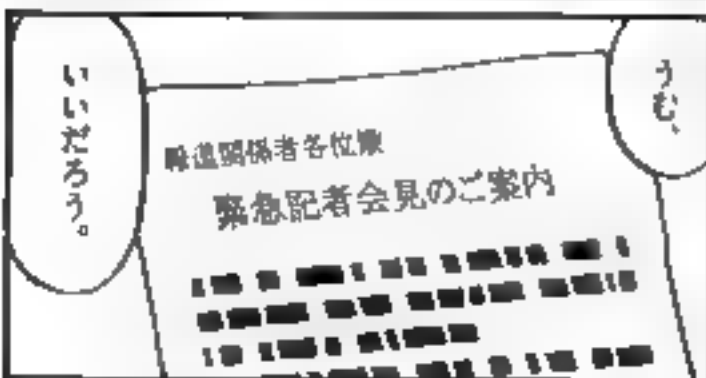 うむ、
いいだろう。
報道関係者各位様
緊急記者会見のご案内